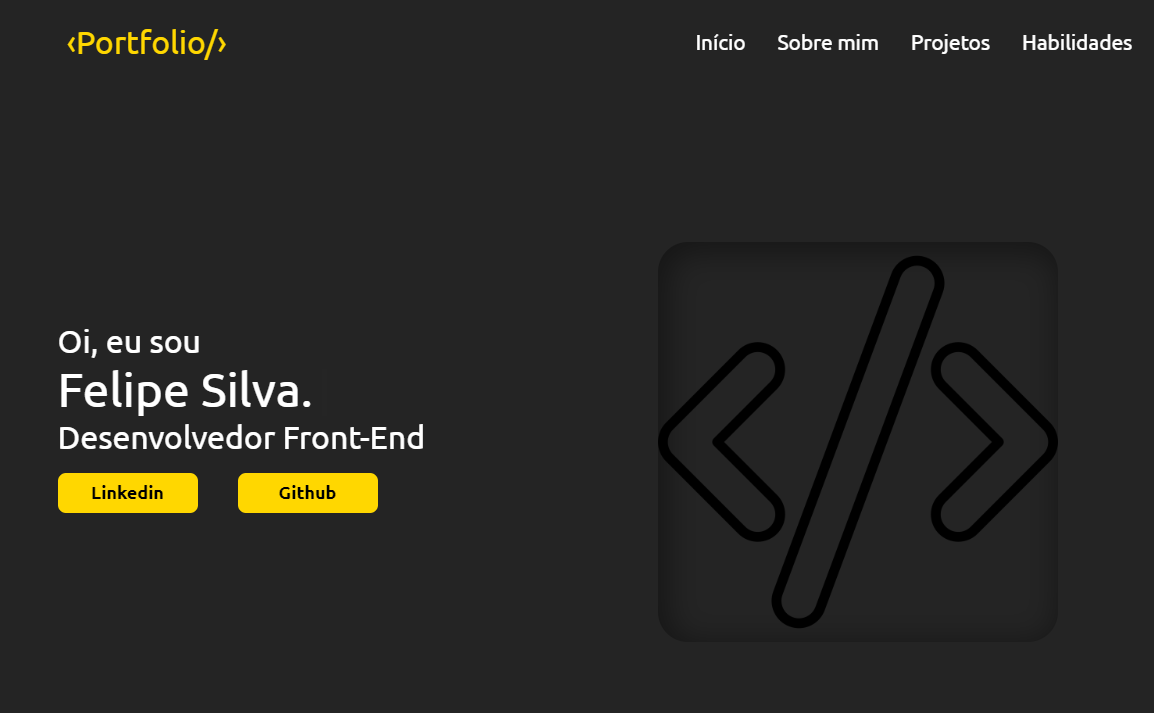 ‹Portfolio/›
Início Sobre mim Projetos Habilidades
Oi, eu sou
Felipe Silva.
Desenvolvedor Front-End
Linkedin Github